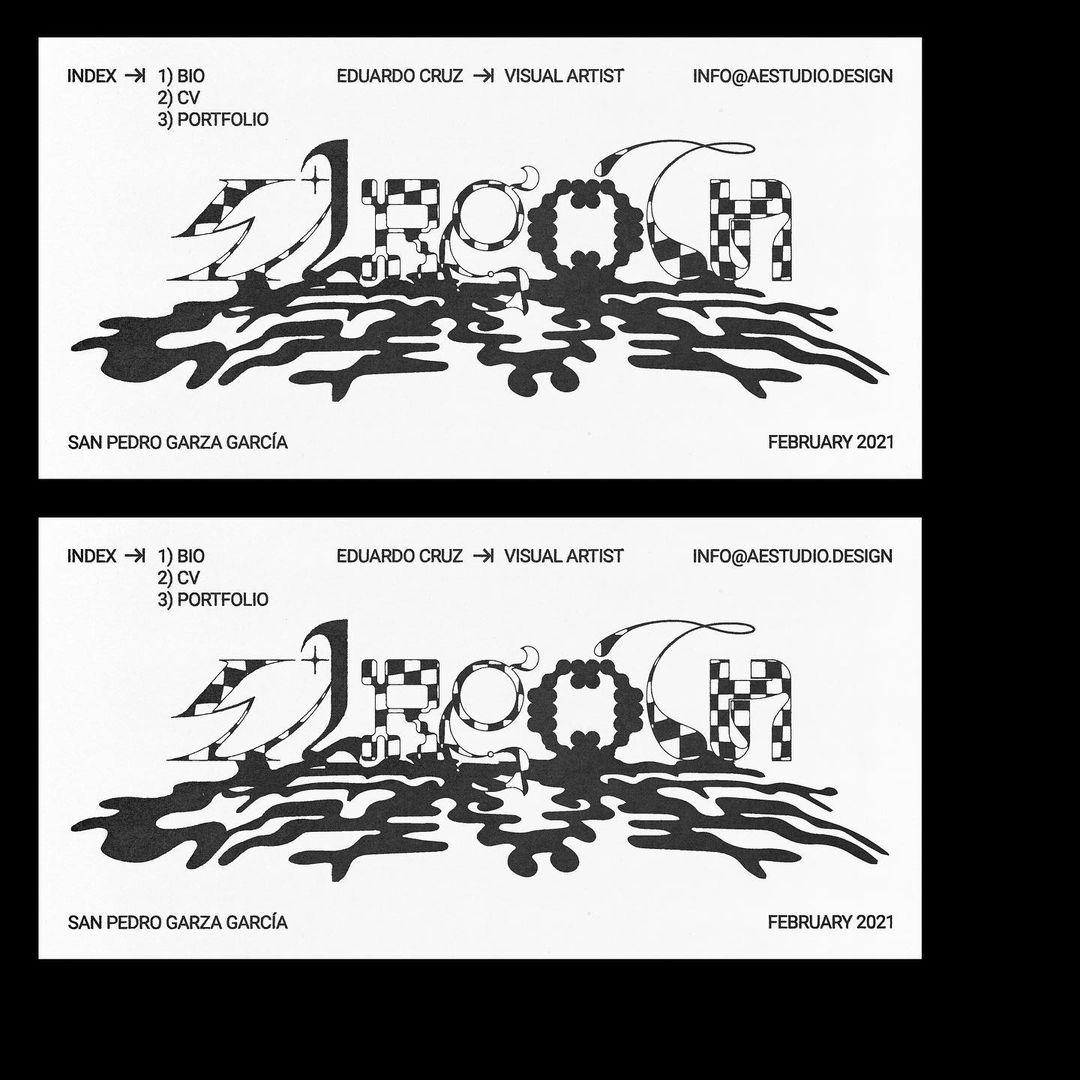 INDEX →| 1) BIO
2) CV
3) PORTFOLIO
EDUARDO CRUZ →| VISUAL ARTIST
INFO@AESTUDIO.DESIGN
SAN PEDRO GARZA GARCÍA
FEBRUARY 2021
INDEX →| 1) BIO
2) CV
3) PORTFOLIO
EDUARDO CRUZ →| VISUAL ARTIST
INFO@AESTUDIO.DESIGN
SAN PEDRO GARZA GARCÍA
FEBRUARY 2021